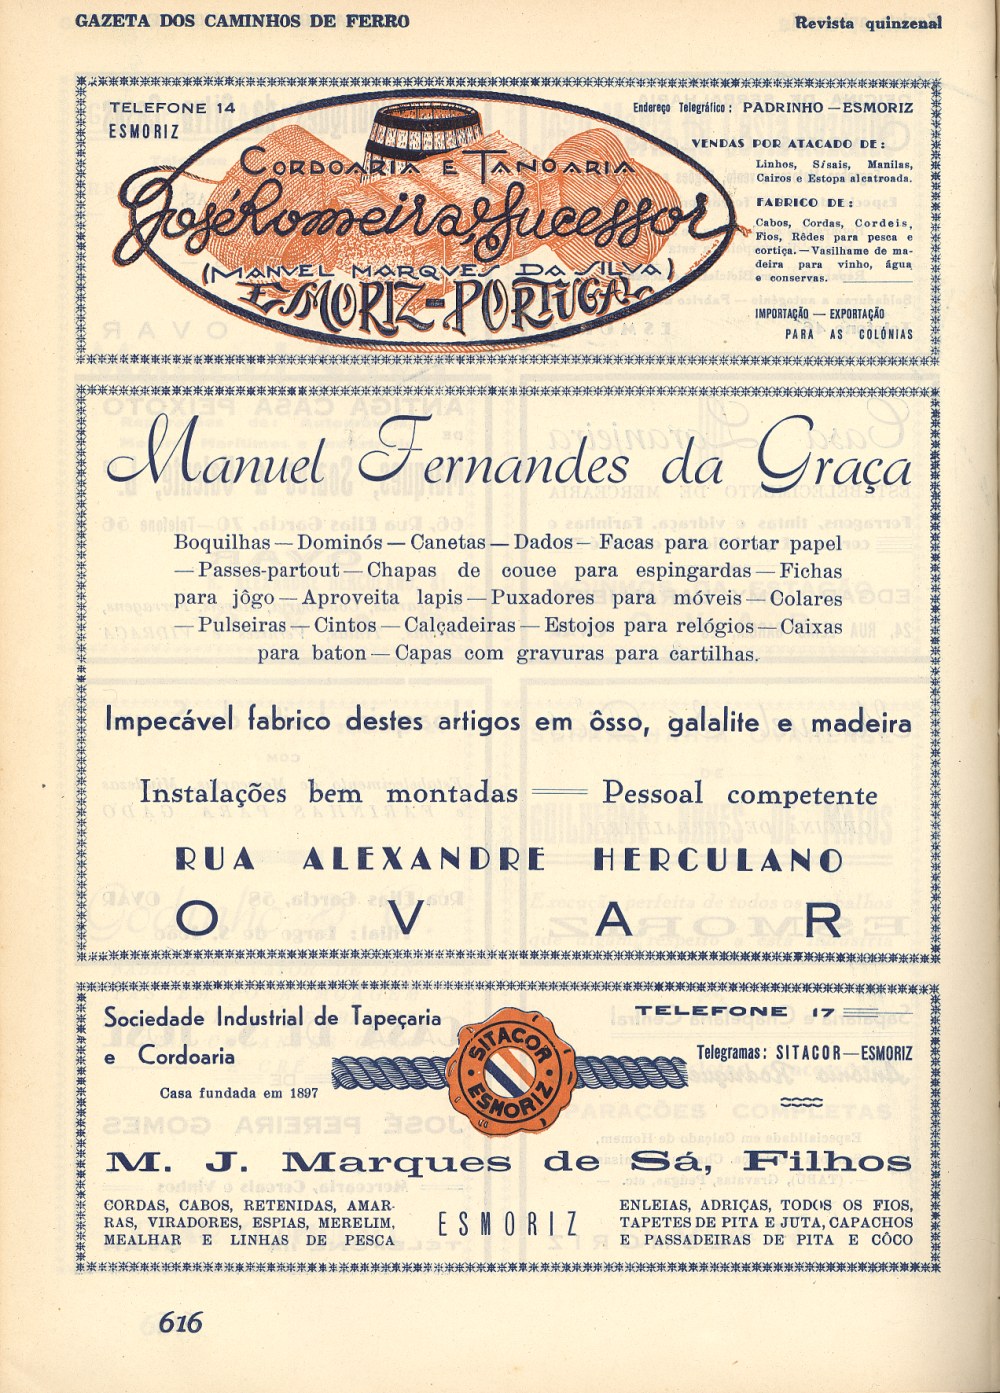 GAZETA DOS CAMINHOS DE FERRO
Revista quinzenal
TELEFONE 14
ESMORIZ
CORDOARIA E TANOARIA
José Romeira, Sucessor
(MANUEL MARQUES DA SILVA)
ESMORIZ-PORTUGAL
Endereço Telegráfico: PADRINHO — ESMORIZ
VENDAS POR ATACADO DE:
Linhos, Sisais, Manilas,
Cairos e Estopa alcatroada.
FABRICO DE:
Cabos, Cordas, Cordeis,
Fios, Rêdes para pesca e
cortiça. — Vasilhame de ma-
deira para vinho, água
e conservas.
IMPORTAÇÃO — EXPORTAÇÃO
PARA AS COLÓNIAS
Manuel Fernandes da Graça
Boquilhas — Dominós — Canetas — Dados — Facas para cortar papel
— Passes-partout — Chapas de couce para espingardas — Fichas
para jôgo — Aproveita lapis — Puxadores para móveis — Colares
— Pulseiras — Cintos — Calçadeiras — Estojos para relógios — Caixas
para baton — Capas com gravuras para cartilhas.
Impecável fabrico destes artigos em ôsso, galalite e madeira
Instalações bem montadas ═══ Pessoal competente
RUA ALEXANDRE HERCULANO
OVAR
Sociedade Industrial de Tapeçaria
e Cordoaria
Casa fundada em 1897
SITACOR
ESMORIZ
TELEFONE 17
Telegramas: SITACOR — ESMORIZ
M. J. Marques de Sá, Filhos
CORDAS, CABOS, RETENIDAS, AMAR-
RAS, VIRADORES, ESPIAS, MERELIM,
MEALHAR E LINHAS DE PESCA
ESMORIZ
ENLEIAS, ADRIÇAS, TODOS OS FIOS,
TAPETES DE PITA E JUTA, CAPACHOS
E PASSADEIRAS DE PITA E CÔCO
616